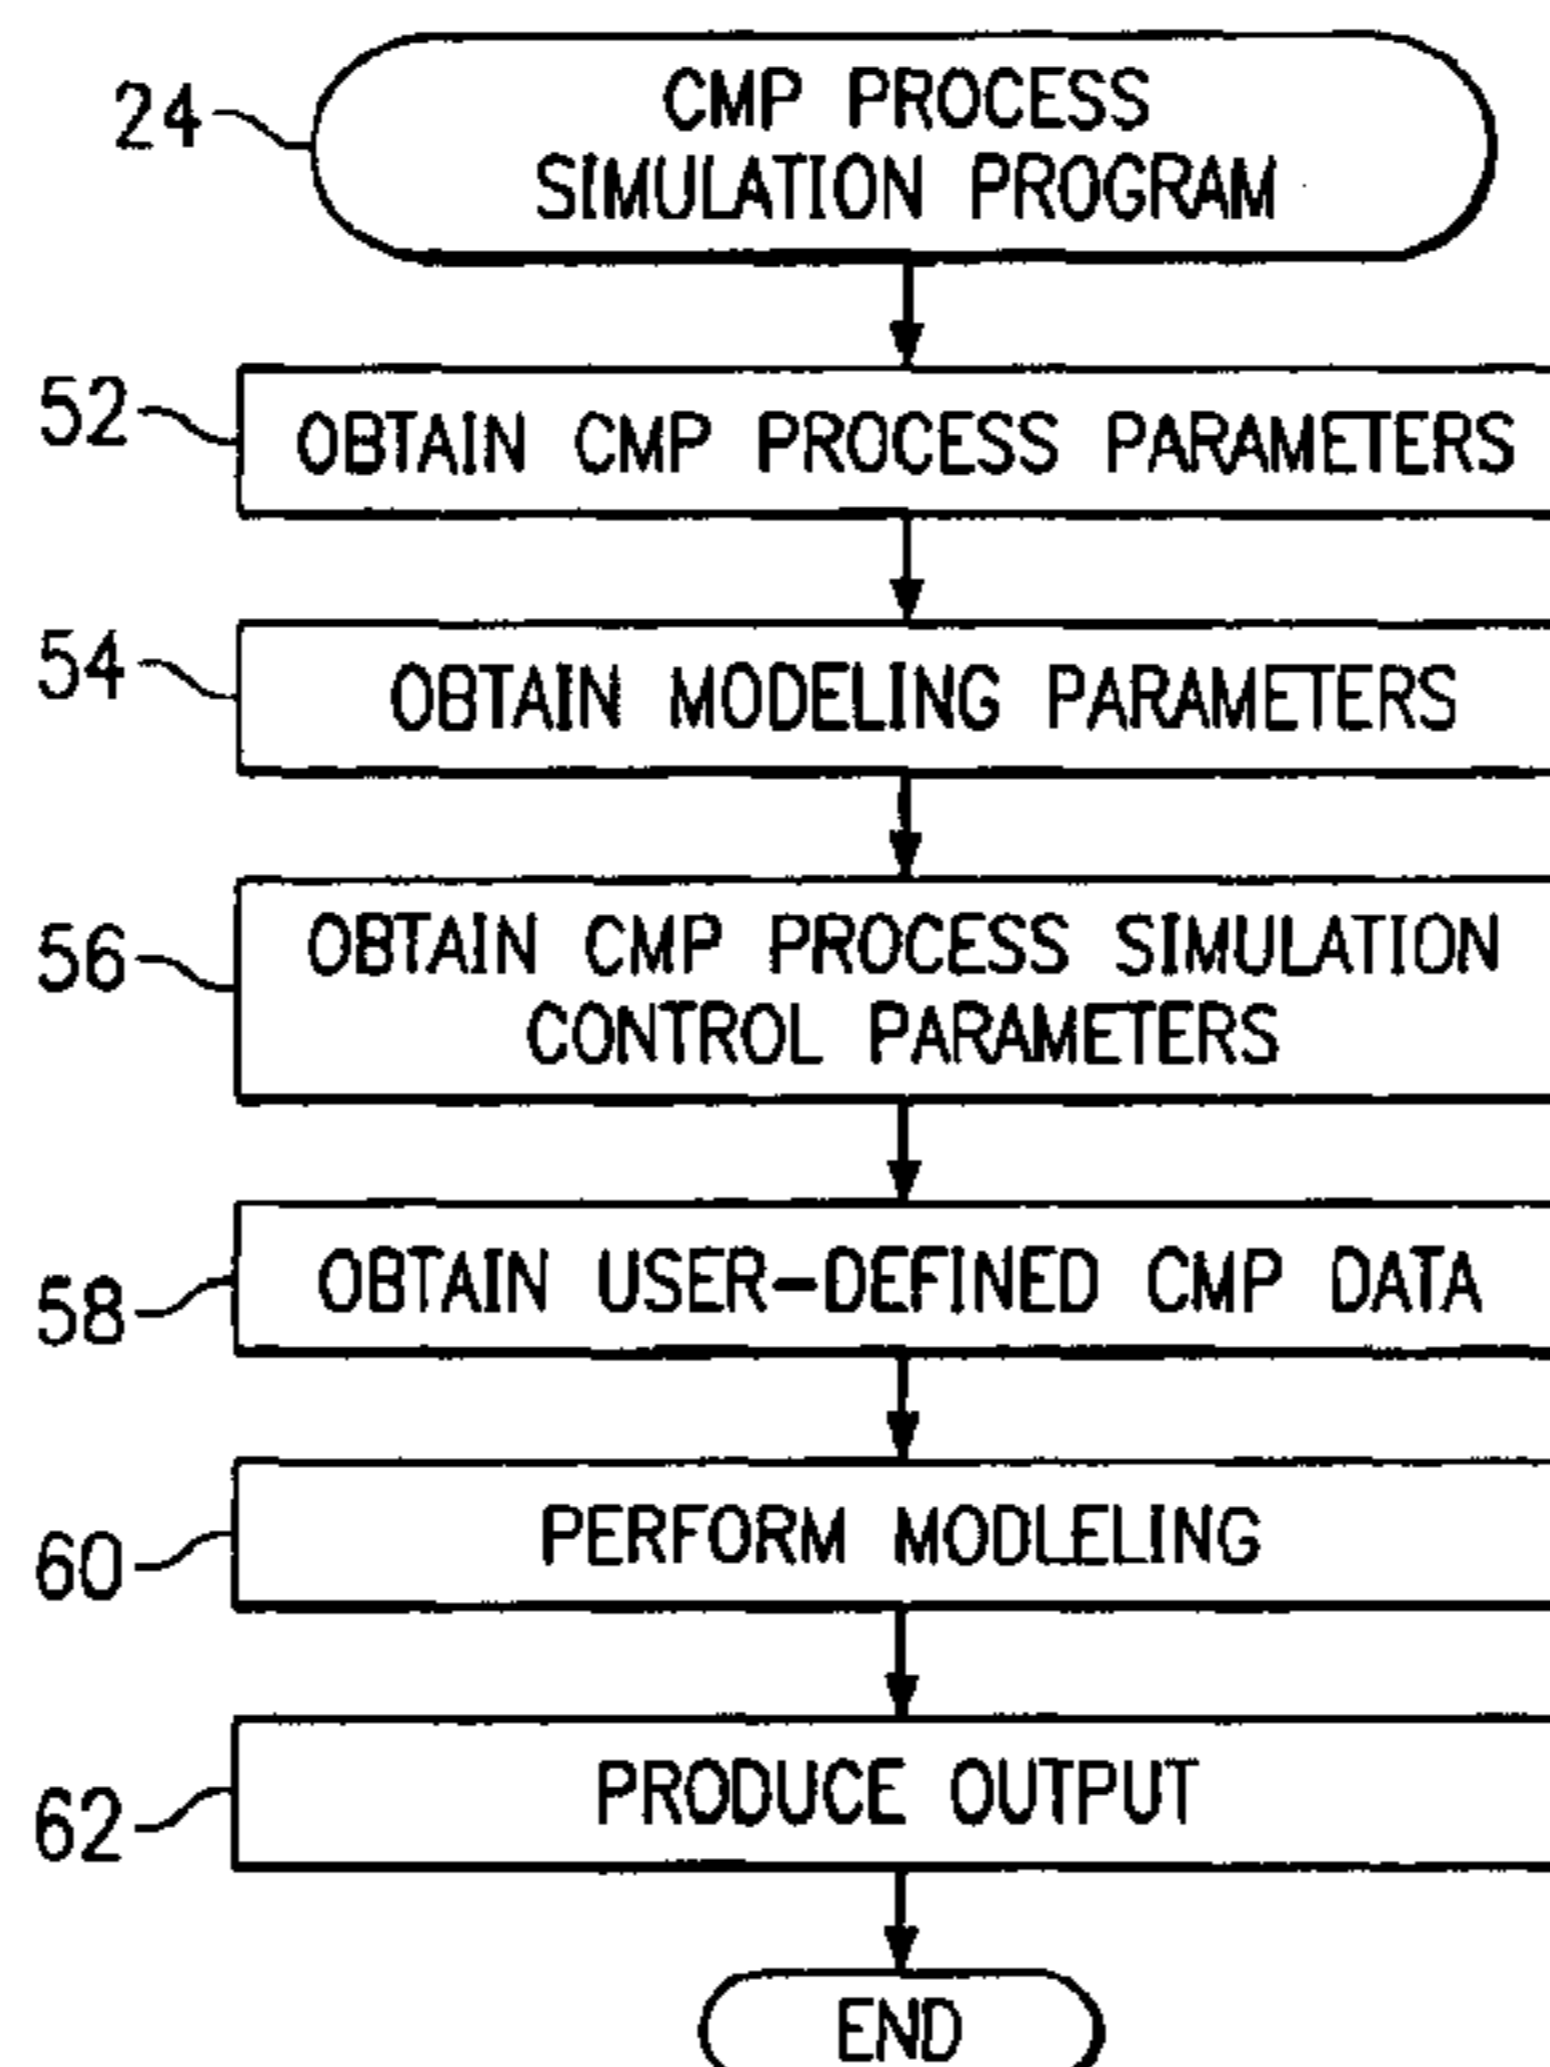 24
CMP PROCESS
SIMULATION PROGRAM
52
OBTAIN CMP PROCESS PARAMETERS
54
OBTAIN MODELING PARAMETERS
56
OBTAIN CMP PROCESS SIMULATION
CONTROL PARAMETERS
58
OBTAIN USER-DEFINED CMP DATA
60
PERFORM MODLELING
62
PRODUCE OUTPUT
END